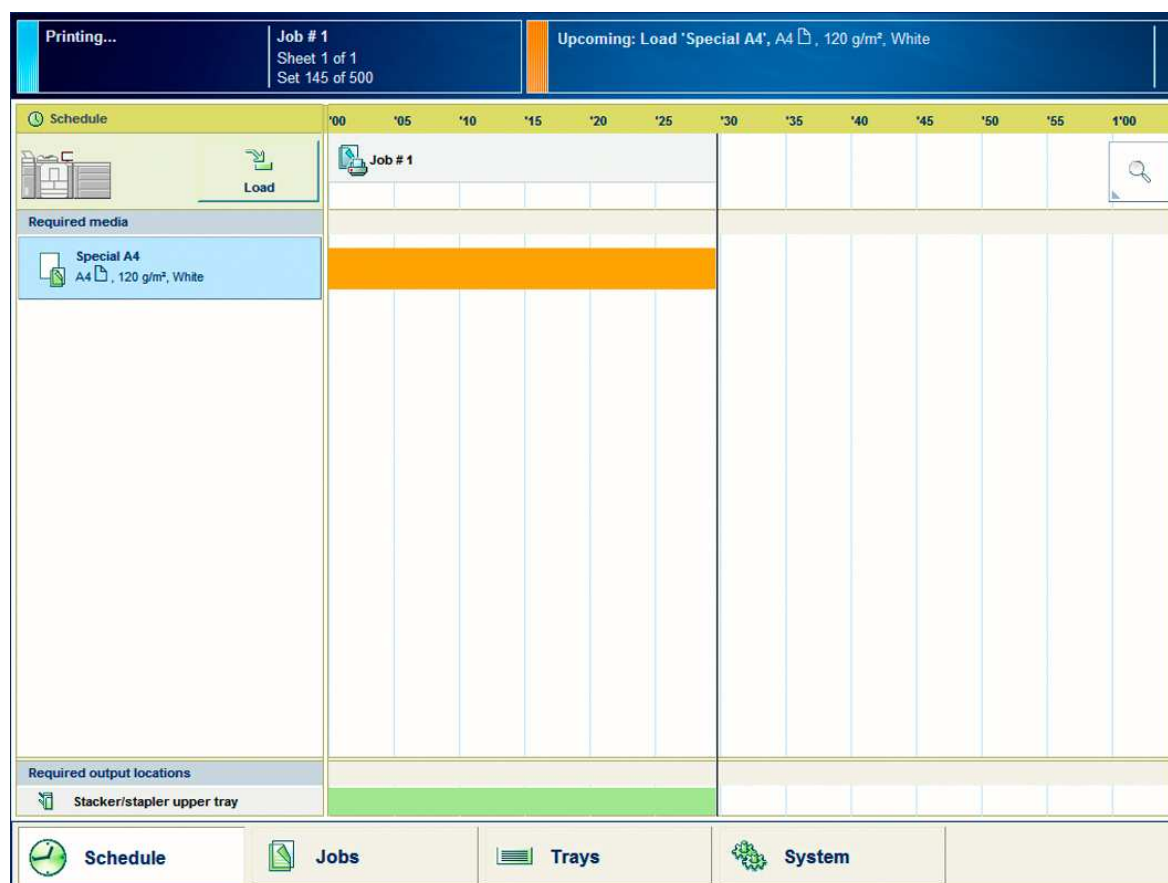 Printing...
Job # 1
Sheet 1 of 1
Set 145 of 500
Upcoming: Load 'Special A4', A4 , 120 g/m², White
Schedule
'00 '05 '10 '15 '20 '25 '30 '35 '40 '45 '50 '55 1'00
Load
Job # 1
Required media
Special A4
A4 , 120 g/m², White
Required output locations
Stacker/stapler upper tray
Schedule Jobs Trays System